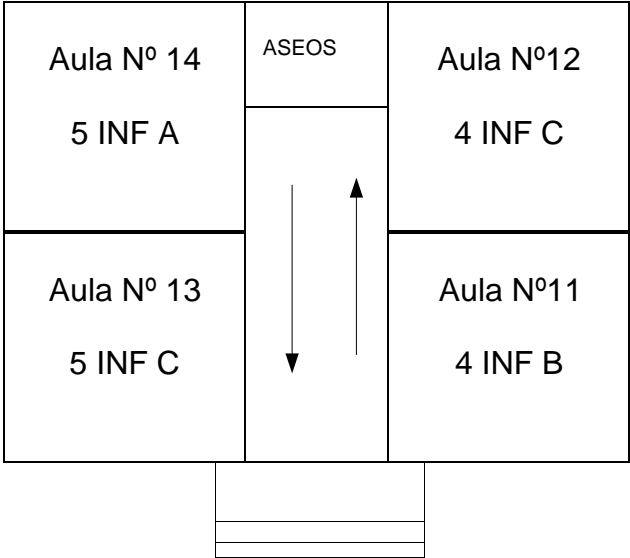 Aula Nº 14
5 INF A
ASEOS
Aula Nº12
4 INF C
Aula Nº 13
5 INF C
Aula Nº11
4 INF B